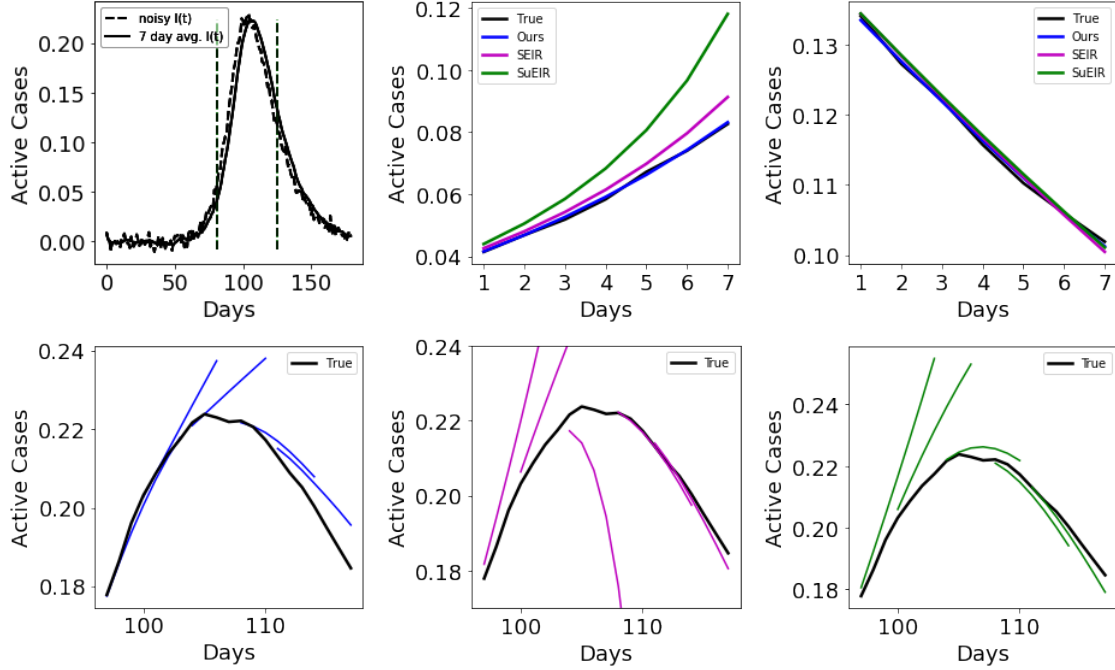 noisy I(t)
7 day avg. I(t)
Active Cases
0.20
0.15
0.10
0.05
0.00
0
50
100
150
Days
True
Ours
SEIR
SuEIR
Active Cases
0.12
0.10
0.08
0.06
0.04
1
2
3
4
5
6
7
Days
True
Ours
SEIR
SuEIR
Active Cases
0.13
0.12
0.11
0.10
1
2
3
4
5
6
7
Days
True
Active Cases
0.24
0.22
0.20
0.18
100
110
Days
True
Active Cases
0.24
0.22
0.20
0.18
100
110
Days
True
Active Cases
0.24
0.22
0.20
0.18
100
110
Days